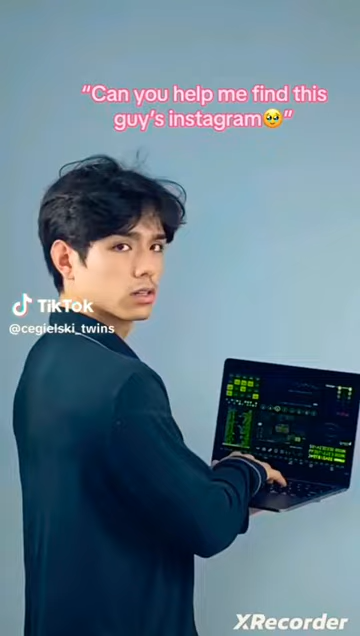 “Can you help me find this
guy's instagram🥹”
TikTok
@cegielski_twins
XRecorder